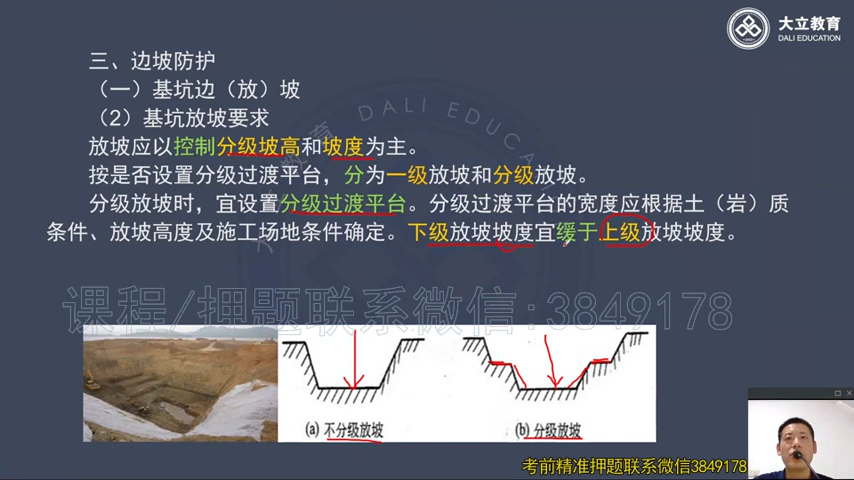 大立教育
DALI EDUCATION
三、边坡防护
（一）基坑边（放）坡
（2）基坑放坡要求
放坡应以控制分级坡高和坡度为主。
按是否设置分级过渡平台，分为一级放坡和分级放坡。
分级放坡时，宜设置分级过渡平台。分级过渡平台的宽度应根据土（岩）质
条件、放坡高度及施工场地条件确定。下级放坡坡度宜缓于上级放坡坡度。
DALI EDUCA
课程/押题联系微信:3849178
(a) 不分级放坡
(b) 分级放坡
考前精准押题联系微信3849178